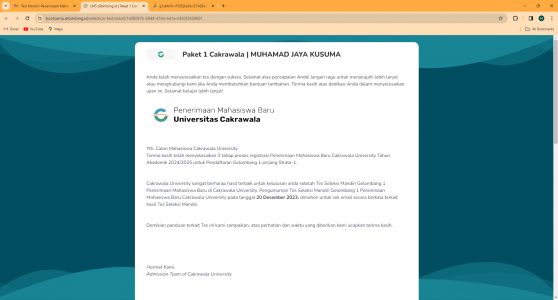 Paket 1 Cakrawala | MUHAMAD JAYA KUSUMA
Anda telah menyelesaikan tes dengan sukses. Selamat atas pencapaian Anda! Jangan ragu untuk menjelajahi lebih lanjut
atau menghubungi kami jika Anda membutuhkan bantuan tambahan. Terima kasih atas dedikasi Anda dalam menyelesaikan
ujian ini. Selamat belajar lebih lanjut!
Penerimaan Mahasiswa Baru
Universitas Cakrawala
Yth. Calon Mahasiswa Cakrawala University
Terima kasih telah menyelesaikan 3 tahap proses registrasi Penerimaan Mahasiswa Baru Cakrawala University Tahun
Akademik 2024/2025 untuk Pendaftaran Gelombang 1 jenjang Strata-1.
Cakrawala University sangat berharap hasil terbaik untuk kelulusan anda setelah Tes Seleksi Mandiri Gelombang 1
Penerimaan Mahasiswa Baru di Cakrawala University. Pengumuman Tes Seleksi Mandiri Gelombang 1 Penerimaan
Mahasiswa Baru Cakrawala University pada tanggal 20 Desember 2023, dimohon untuk cek email secara berkala terkait
hasil Tes Seleksi Mandiri.
Demikian panduan terkait Tes ini kami sampaikan, atas perhatian dan waktu yang diberikan kami ucapkan terima kasih.
Hormat Kami,
Admission Team of Cakrawala University
Gmail
YouTube
Maps
All Bookmarks